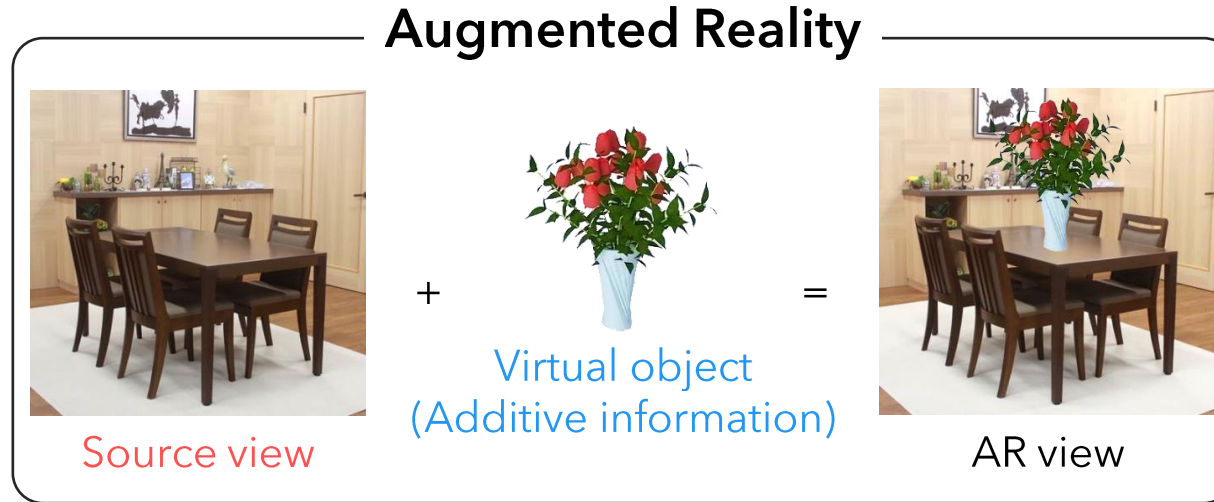 Augmented Reality
+
=
Virtual object
(Additive information)
Source view
AR view